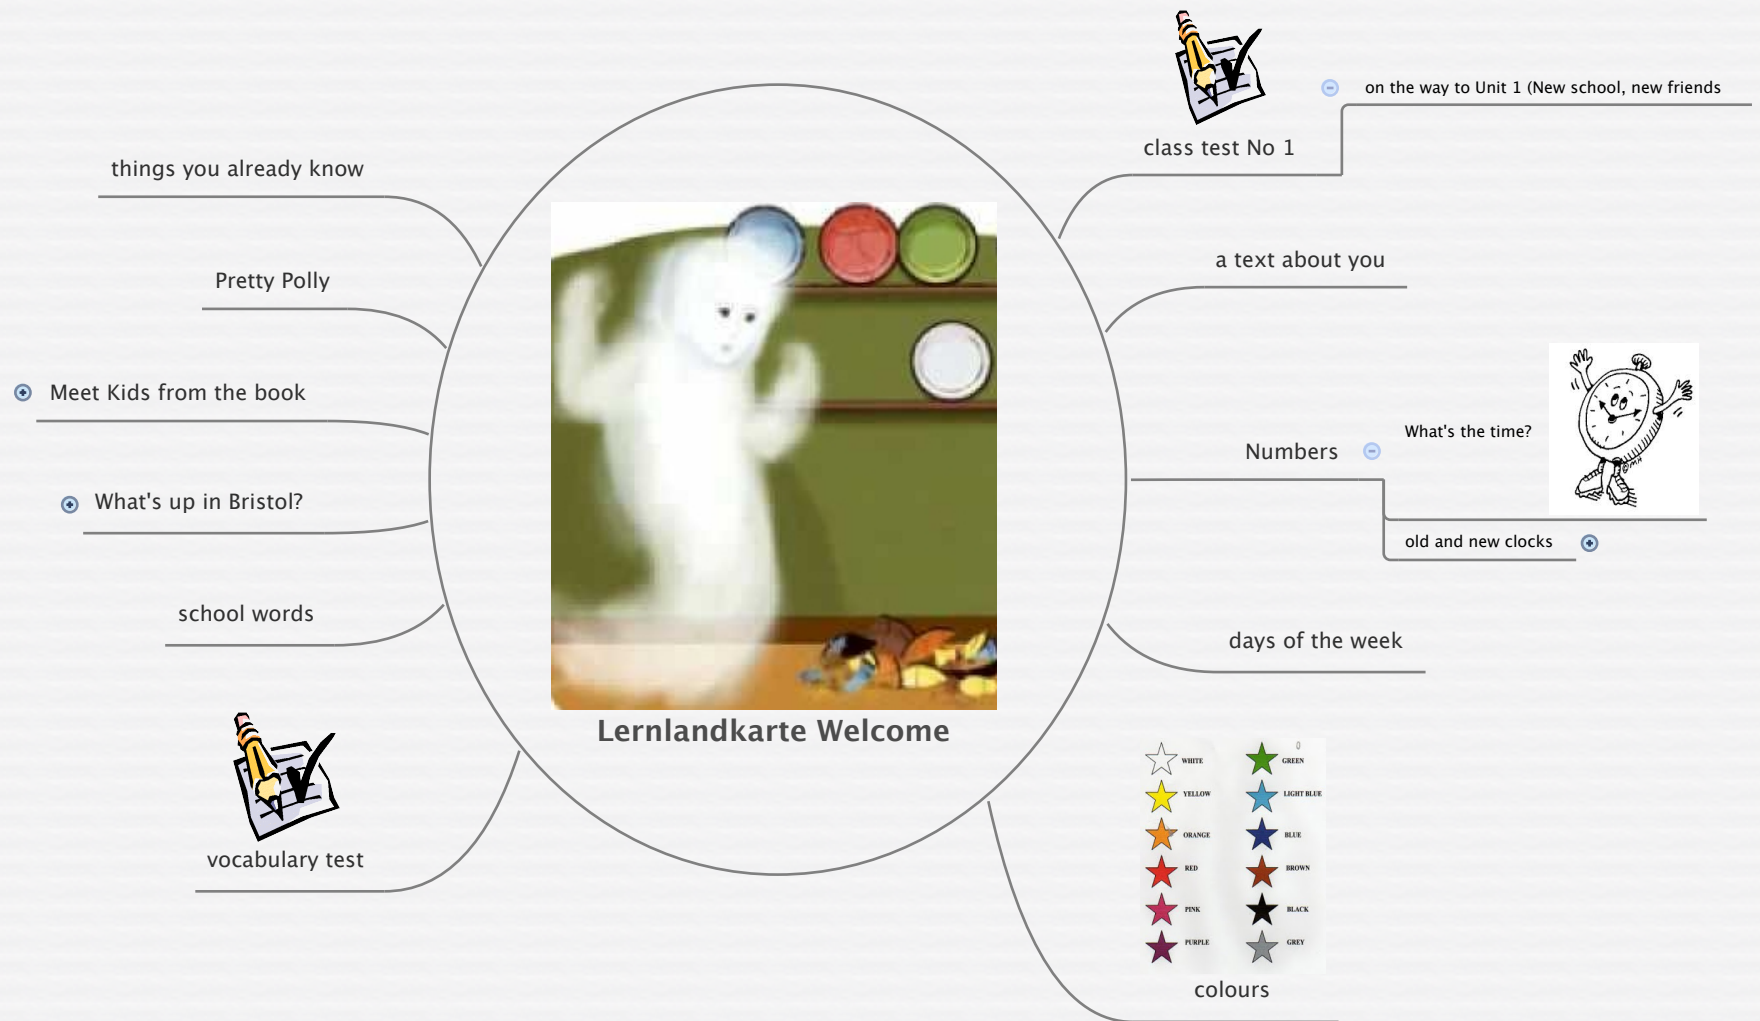 class test No 1
on the way to Unit 1 (New school, new friends
a text about you
Numbers
What's the time?
old and new clocks
days of the week
WHITE
YELLOW
ORANGE
RED
PINK
PURPLE
GREEN
LIGHT BLUE
BLUE
BROWN
BLACK
GREY
colours
things you already know
Pretty Polly
Meet Kids from the book
What's up in Bristol?
school words
vocabulary test
Lernlandkarte Welcome